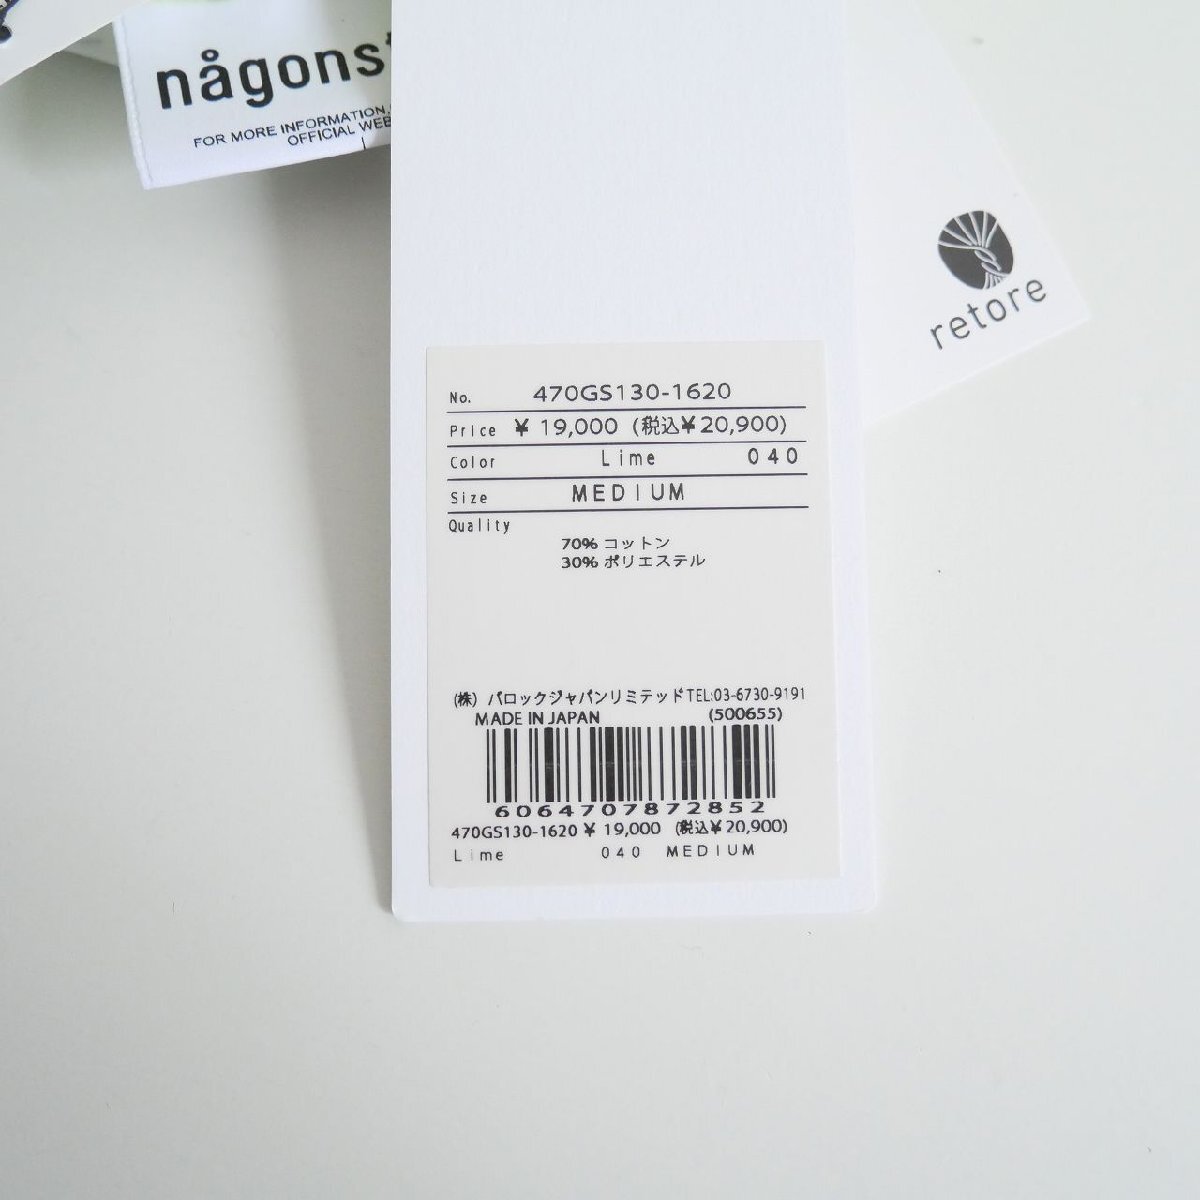 någonst
FOR MORE INFORMATION
OFFICIAL WEB
retore
No. 470GS130-1620
Price ¥ 19,000 (税込¥20,900)
Color Lime 040
Size MEDIUM
Quality
70% コットン
30% ポリエステル
(株) バロックジャパンリミテッドTEL:03-6730-9191
MADE IN JAPAN (500655)
6064707872852
470GS130-1620 ¥ 19,000 (税込¥20,900)
Lime 040 MEDIUM